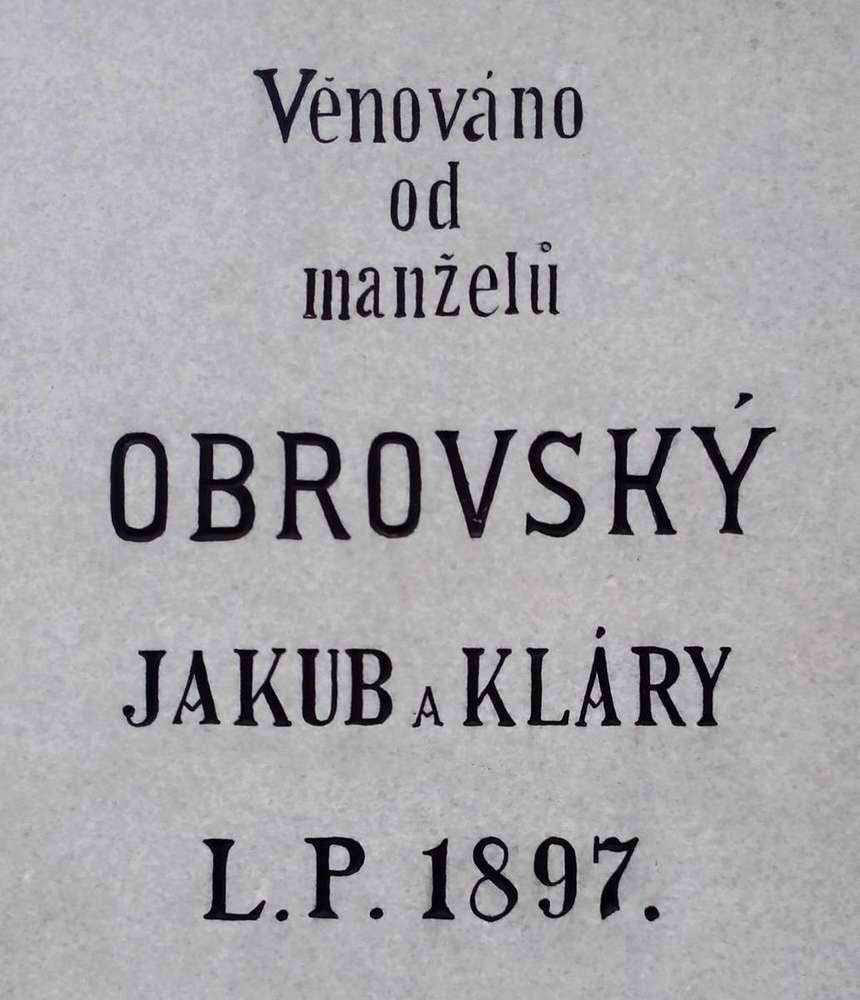 Věnováno
od
manželů
OBROVSKÝ
JAKUB A KLÁRY
L.P. 1897.